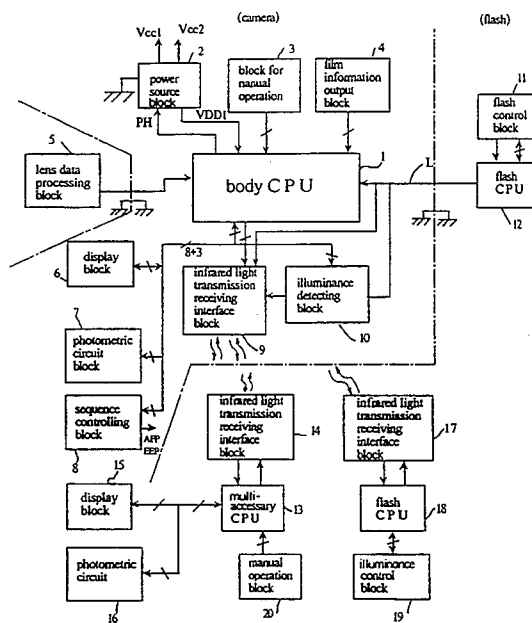 (camera)
(flash)
Vcc1
Vcc2
2
3
4
11
power
source
block
block for
manual operation
film
information
output
block
flash control
block
PH
VDD1
1
L
5
lens data
processing
block
body CPU
flash CPU
12
8+3
display
block
6
infrared light
transmission
receiving
interface
block
9
illuminance
detecting
block
10
7
photometric
circuit
block
sequence
controlling
block
8
AFP
EEP
infrared light
transmission
receiving
interface
block
14
infrared light
transmission
receiving
interface
block
17
15
display
block
multi-
accessary
CPU
13
flash
CPU
18
photometric
circuit
16
manual
operation
block
20
illuminonce
control
block
19